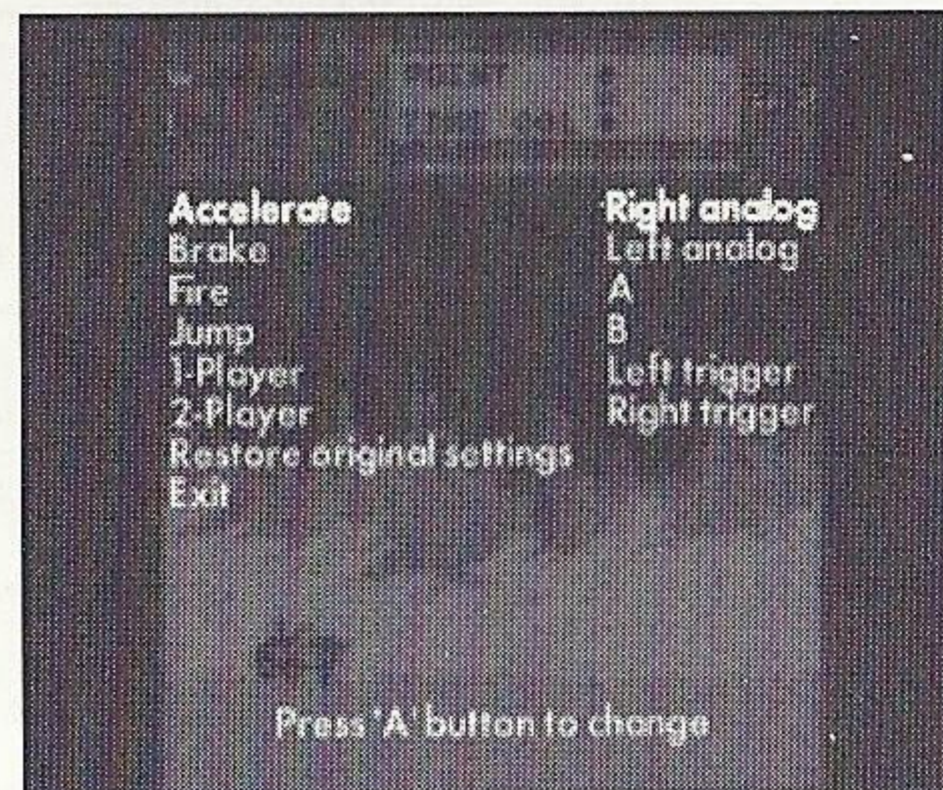 Accelerate Right analog
Brake Left analog
Fire A
Jump B
1-Player Left trigger
2-Player Right trigger
Restore original settings
Exit
Press 'A' button to change